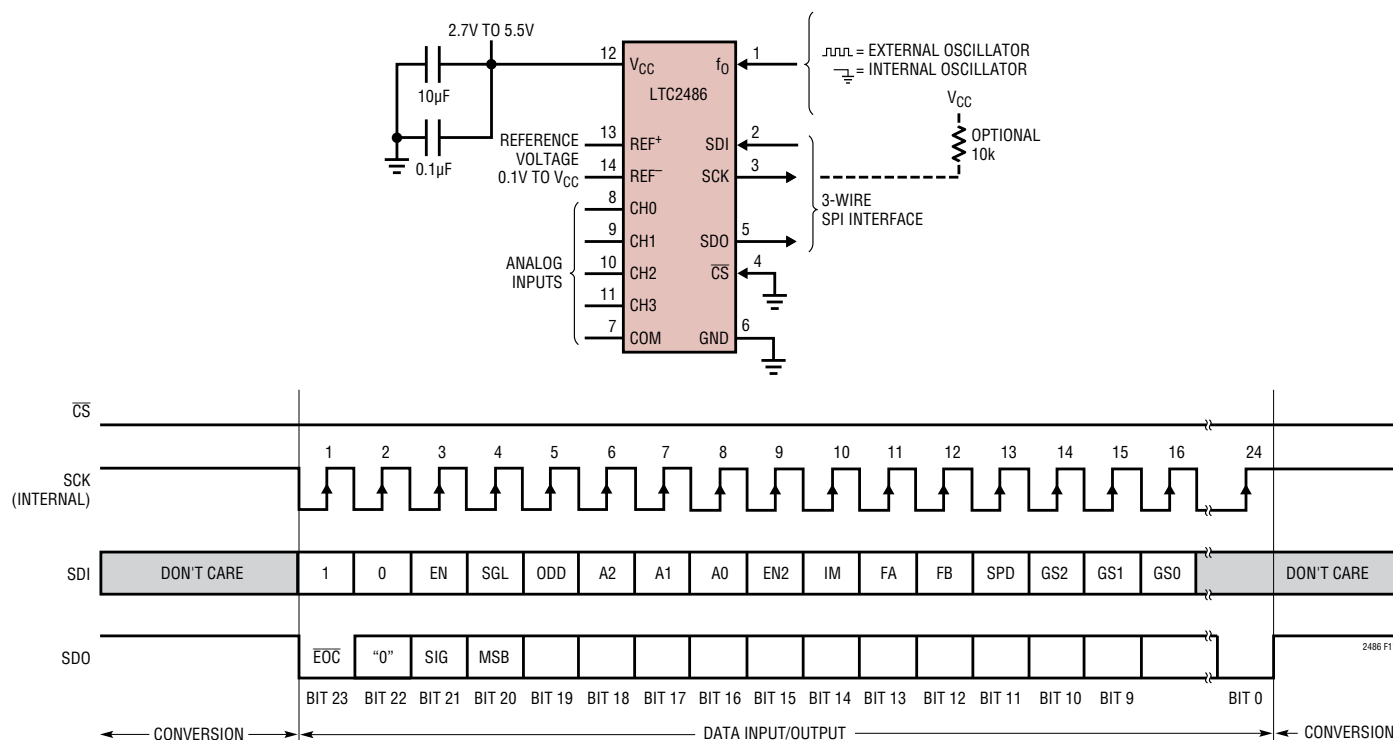 2.7V TO 5.5V
10µF
0.1µF
12
VCC
fO
1
LTC2486
= EXTERNAL OSCILLATOR
= INTERNAL OSCILLATOR
VCC
OPTIONAL
10k
REFERENCE
VOLTAGE
0.1V TO VCC
13
REF+
SDI
2
14
REF–
SCK
3
3-WIRE
SPI INTERFACE
ANALOG
INPUTS
8
CH0
9
CH1
SDO
5
10
CH2
CS
4
11
CH3
7
COM
GND
6
CS
SCK
(INTERNAL)
1 2 3 4 5 6 7 8 9 10 11 12 13 14 15 16 24
SDI
DON'T CARE 1 0 EN SGL ODD A2 A1 A0 EN2 IM FA FB SPD GS2 GS1 GS0 DON'T CARE
SDO
EOC "0" SIG MSB
2486 F1
BIT 23 BIT 22 BIT 21 BIT 20 BIT 19 BIT 18 BIT 17 BIT 16 BIT 15 BIT 14 BIT 13 BIT 12 BIT 11 BIT 10 BIT 9 BIT 0
CONVERSION DATA INPUT/OUTPUT CONVERSION